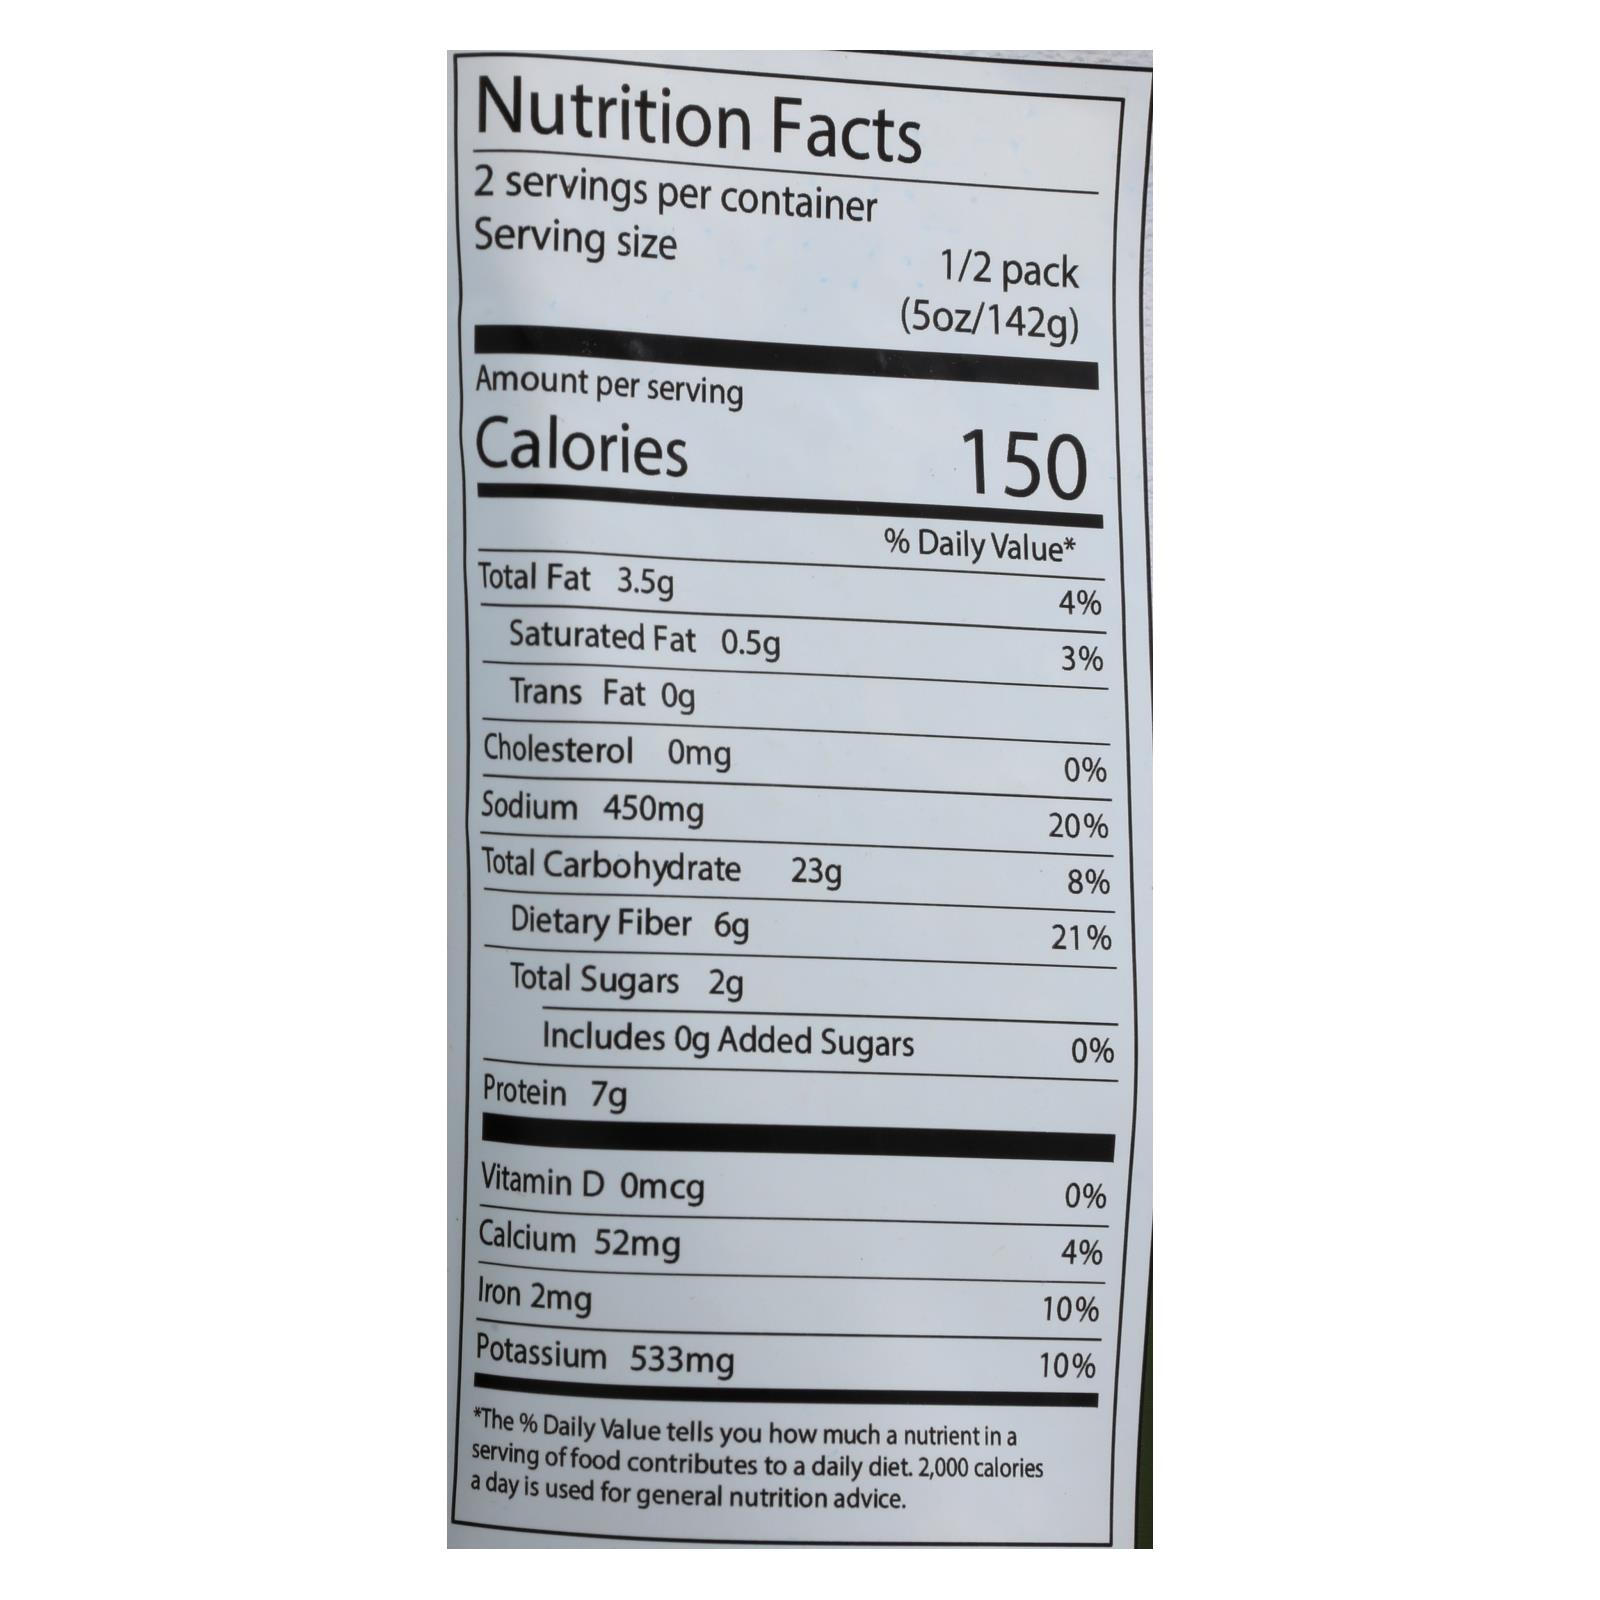 Nutrition Facts
2 servings per container
Serving size
1/2 pack
(5oz/142g)
Amount per serving
Calories 150
% Daily Value*
Total Fat 3.5g 4%
Saturated Fat 0.5g 3%
Trans Fat 0g
Cholesterol 0mg 0%
Sodium 450mg 20%
Total Carbohydrate 23g 8%
Dietary Fiber 6g 21%
Total Sugars 2g
Includes 0g Added Sugars 0%
Protein 7g
Vitamin D 0mcg 0%
Calcium 52mg 4%
Iron 2mg 10%
Potassium 533mg 10%
*The % Daily Value tells you how much a nutrient in a
serving of food contributes to a daily diet. 2,000 calories
a day is used for general nutrition advice.